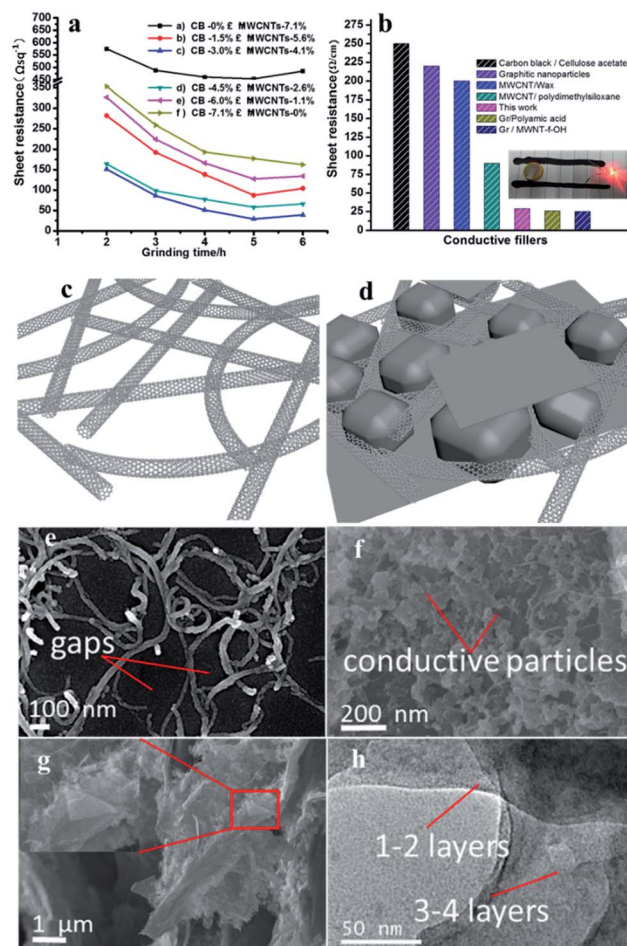 a
a) CB -0% £ MWCNTs-7.1%
b) CB -1.5% £ MWCNTs-5.6%
c) CB -3.0% £ MWCNTs-4.1%
d) CB -4.5% £ MWCNTs-2.6%
e) CB -6.0% £ MWCNTs-1.1%
f) CB -7.1% £ MWCNTs-0%
Sheet resistance (Ωsq⁻¹)
700
650
600
550
500
450
350
300
250
200
150
100
50
0
1 2 3 4 5 6
Grinding time/h
b
Carbon black / Cellulose acetate
Graphitic nanoparticles
MWCNT/Wax
MWCNT/ polydimethylsiloxane
This work
Gr/Polyamic acid
Gr / MWNT-f-OH
Sheet resistance(Ω/cm)
275
250
225
200
175
150
125
100
75
50
25
0
Conductive fillers
c
d
e
gaps
100 nm
f
conductive particles
200 nm
g
1 μm
h
1-2 layers
3-4 layers
50 nm